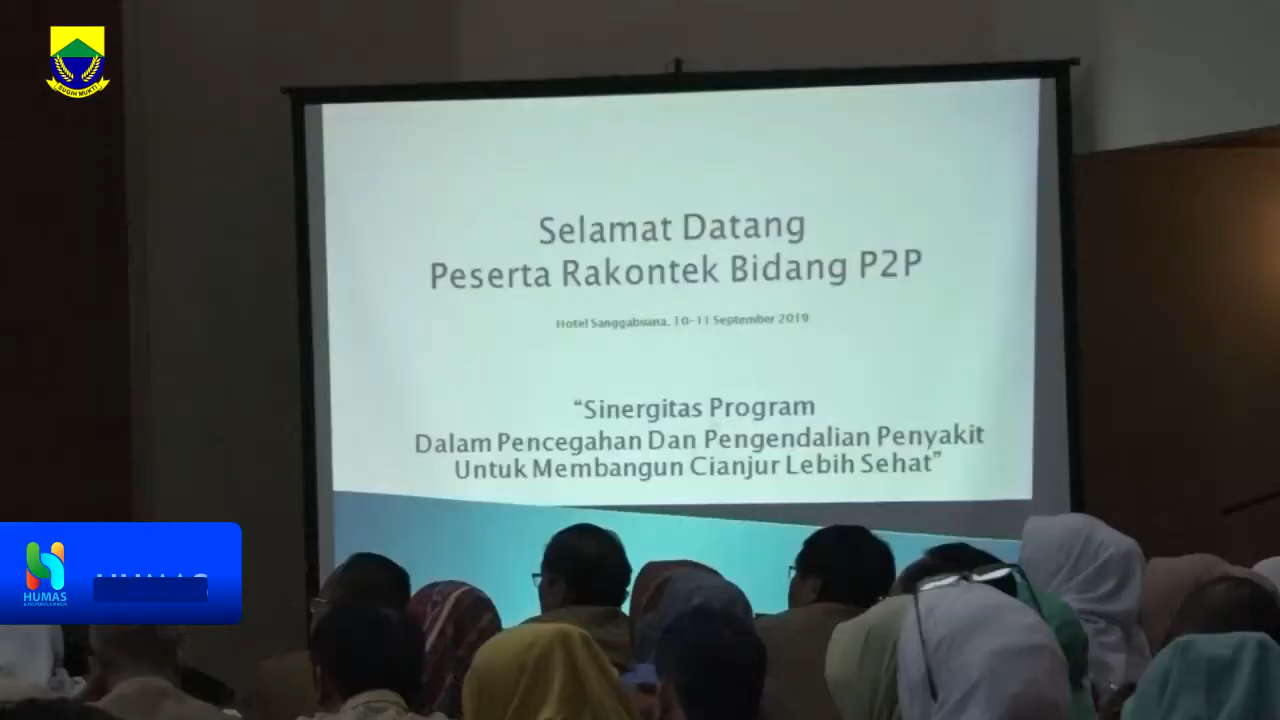 SUGIH MUKTI
Selamat Datang
Peserta Rakontek Bidang P2P
Hotel Sanggabuana, 10-11 September 2019
“Sinergitas Program
Dalam Pencegahan Dan Pengendalian Penyakit
Untuk Membangun Cianjur Lebih Sehat”
HUMAS